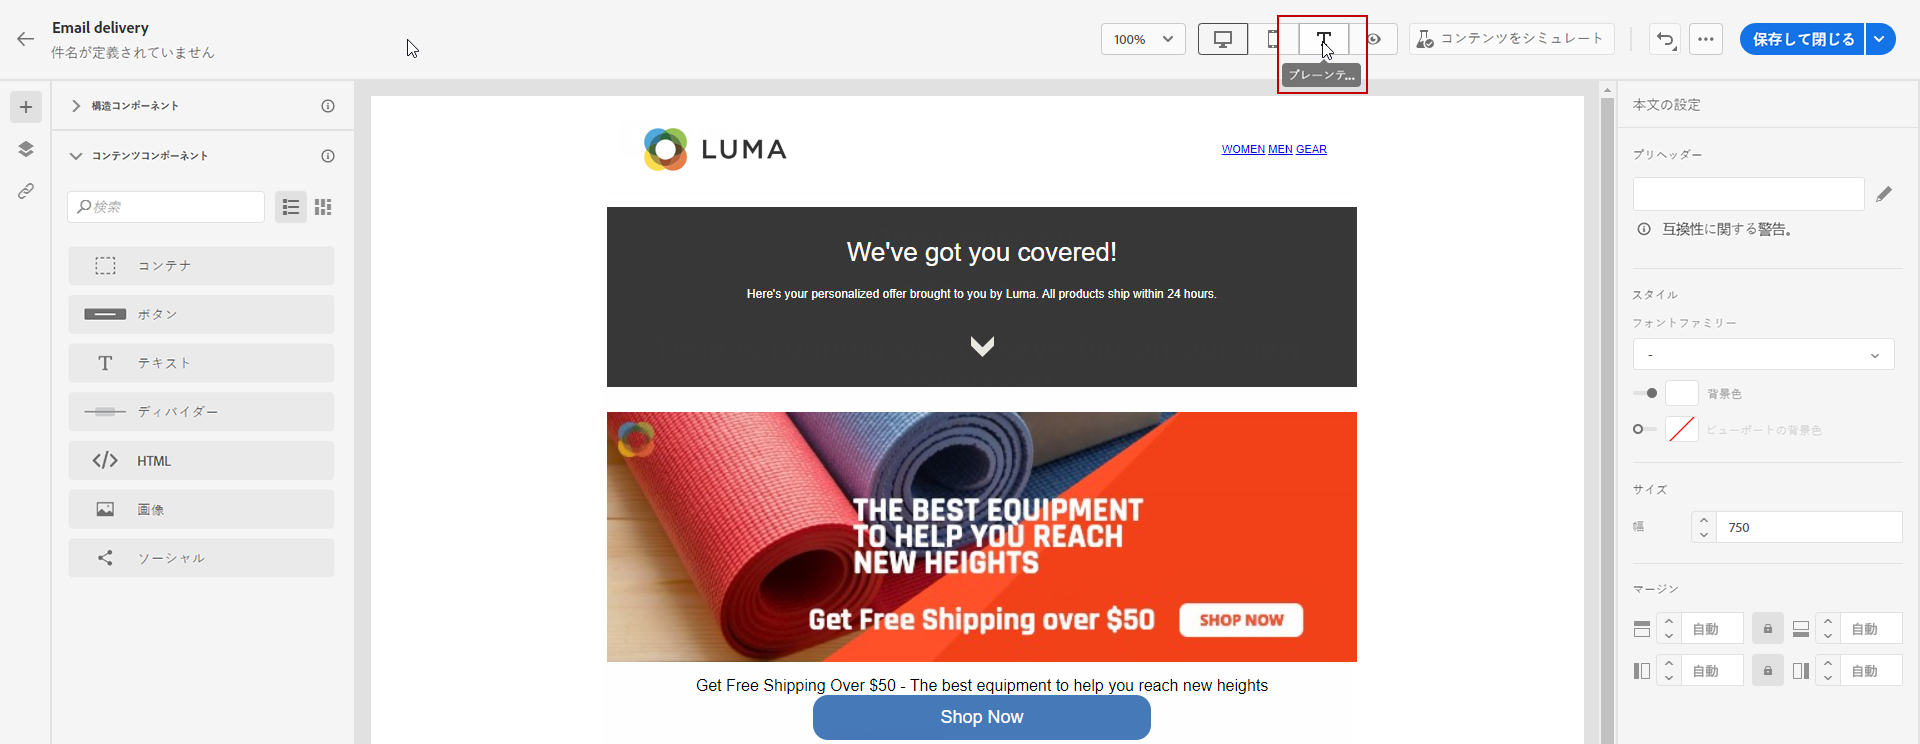 Email delivery
件名が定義されていません
100%
コンテンツをシミュレート
保存して閉じる
プレーンテ...
構造コンポーネント
コンテンツコンポーネント
検索
コンテナ
ボタン
テキスト
ディバイダー
HTML
画像
ソーシャル
LUMA
WOMEN MEN GEAR
We've got you covered!
Here's your personalized offer brought to you by Luma. All products ship within 24 hours.
THE BEST EQUIPMENT
TO HELP YOU REACH
NEW HEIGHTS
Get Free Shipping over $50
SHOP NOW
Get Free Shipping Over $50 - The best equipment to help you reach new heights
Shop Now
本文の設定
プリヘッダー
互換性に関する警告。
スタイル
フォントファミリー
-
背景色
ビューポートの背景色
サイズ
幅
750
マージン
自動
自動
自動
自動